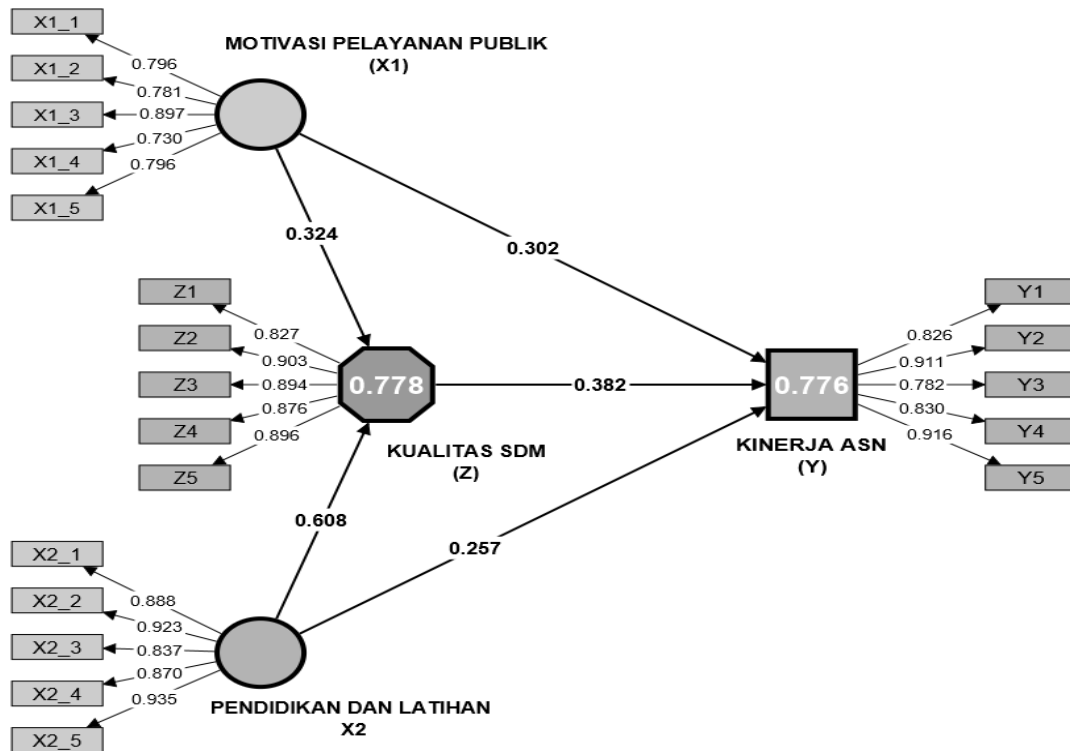 X1_1
X1_2
X1_3
X1_4
X1_5
0.796
0.781
0.897
0.730
0.796
MOTIVASI PELAYANAN PUBLIK
(X1)
0.324
0.302
Z1
Z2
Z3
Z4
Z5
0.827
0.903
0.894
0.876
0.896
0.778
KUALITAS SDM
(Z)
0.382
0.776
KINERJA ASN
(Y)
0.826
0.911
0.782
0.830
0.916
Y1
Y2
Y3
Y4
Y5
0.608
0.257
X2_1
X2_2
X2_3
X2_4
X2_5
0.888
0.923
0.837
0.870
0.935
PENDIDIKAN DAN LATIHAN
X2